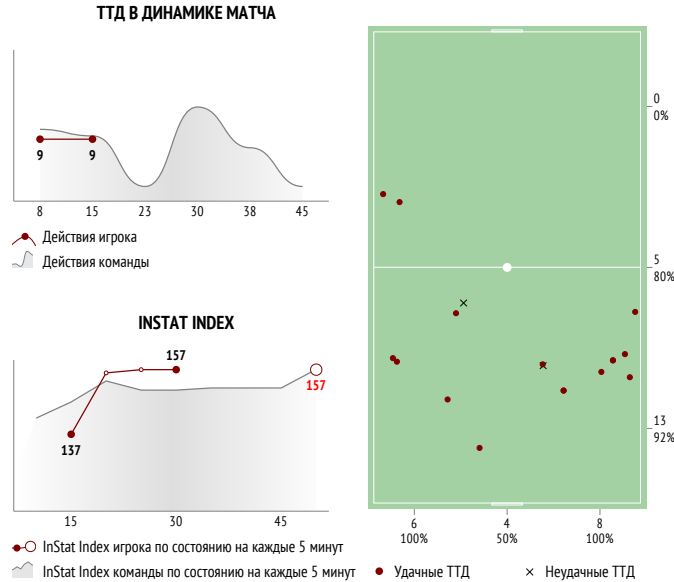 ТТД В ДИНАМИКЕ МАТЧА
9 9
8 15 23 30 38 45
Действия игрока
Действия команды
INSTAT INDEX
157
157
137
15 30 45
InStat Index игрока по состоянию на каждые 5 минут
InStat Index команды по состоянию на каждые 5 минут
0
0%
5
80%
13
92%
6 4 8
100% 50% 100%
Удачные ТТД
Неудачные ТТД